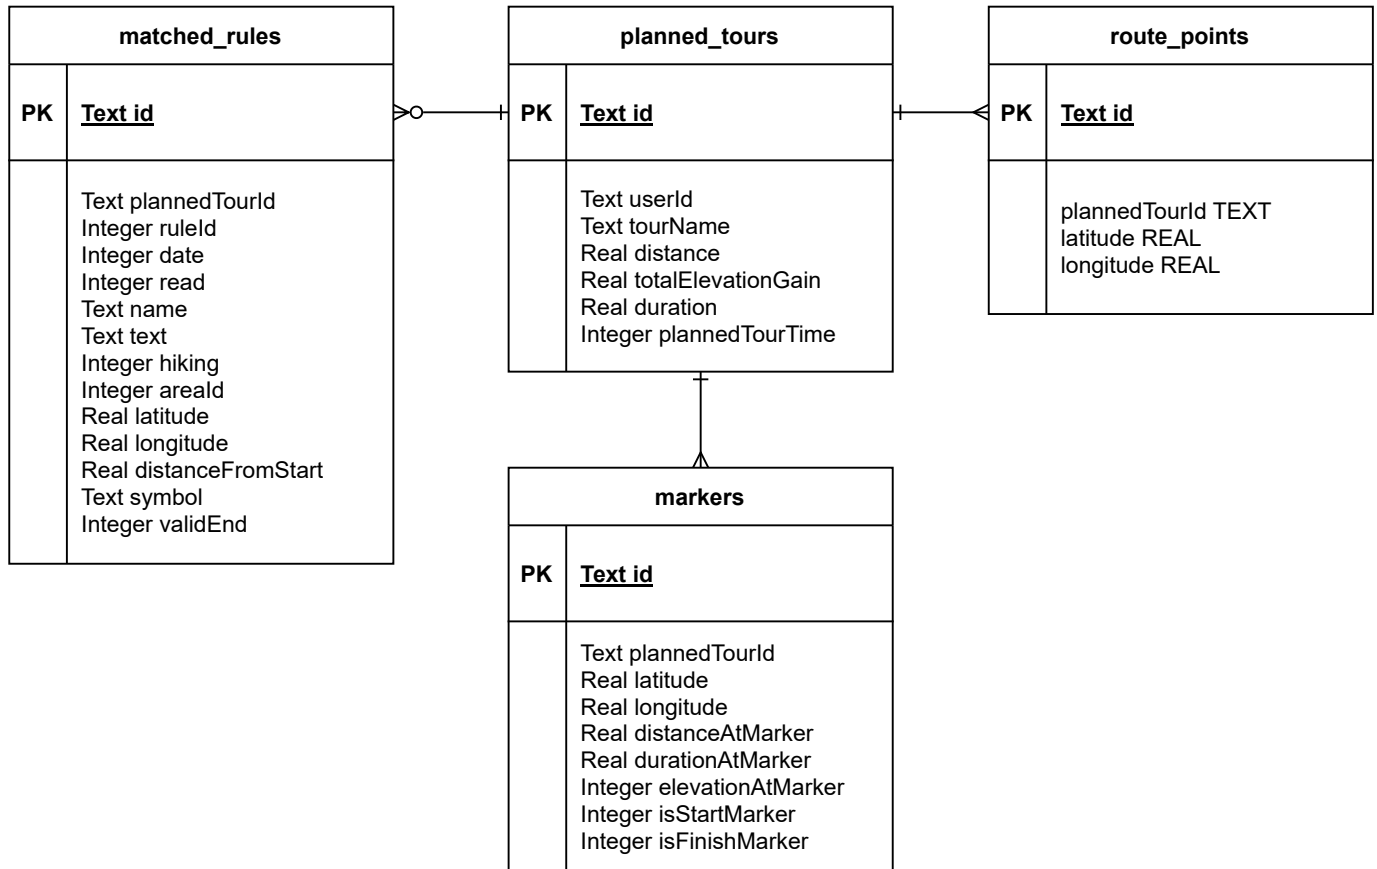 matched_rules
PK
Text id
Text plannedTourId
Integer ruleId
Integer date
Integer read
Text name
Text text
Integer hiking
Integer areaId
Real latitude
Real longitude
Real distanceFromStart
Text symbol
Integer validEnd
planned_tours
PK
Text id
Text userId
Text tourName
Real distance
Real totalElevationGain
Real duration
Integer plannedTourTime
route_points
PK
Text id
plannedTourId TEXT
latitude REAL
longitude REAL
markers
PK
Text id
Text plannedTourId
Real latitude
Real longitude
Real distanceAtMarker
Real durationAtMarker
Integer elevationAtMarker
Integer isStartMarker
Integer isFinishMarker